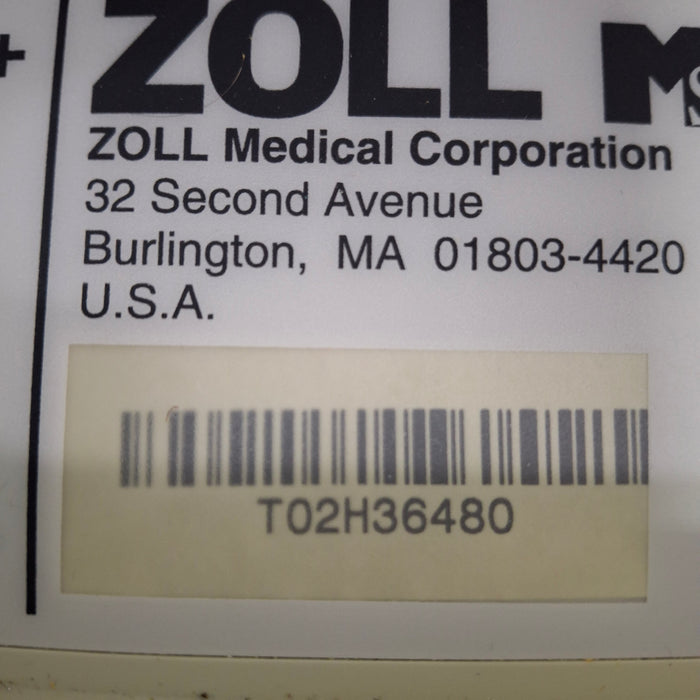 +
ZOLL M
ZOLL Medical Corporation
32 Second Avenue
Burlington, MA 01803-4420
U.S.A.
T02H36480